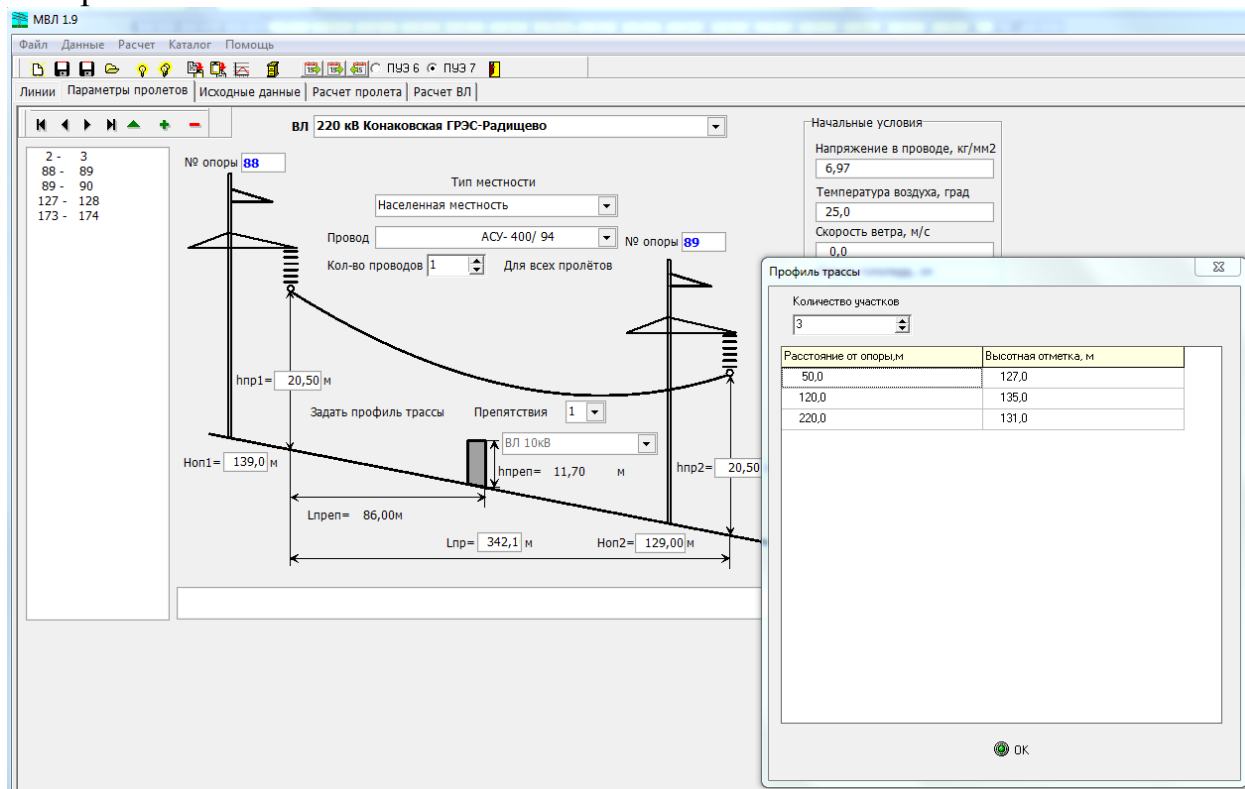 МВЛ 1.9
Файл Данные Расчет Каталог Помощь
ПУЭ 6 ПУЭ 7
Линии Параметры пролетов Исходные данные Расчет пролета Расчет ВЛ
ВЛ 220 кВ Конаковская ГРЭС-Радищево
2 - 3
88 - 89
89 - 90
127 - 128
173 - 174
№ опоры 88
Тип местности
Населенная местность
Провод АСУ- 400/ 94
№ опоры 89
Кол-во проводов 1 Для всех пролётов
hпр1= 20,50 м
Задать профиль трассы Препятствия 1
ВЛ 10кВ
hпреп= 11,70 м
hпр2= 20,50
Hоп1= 139,0 м
Lпреп= 86,00м
Lпр= 342,1 м
Hоп2= 129,00 м
Начальные условия
Напряжение в проводе, кг/мм2
6,97
Температура воздуха, град
25,0
Скорость ветра, м/с
0,0
Профиль трассы
Количество участков
3
Расстояние от опоры,м Высотная отметка, м
50,0 127,0
120,0 135,0
220,0 131,0
OK